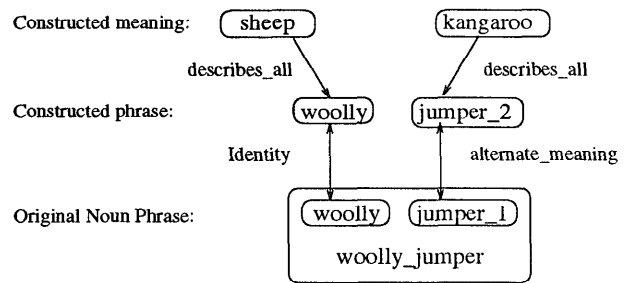 Constructed meaning: sheep kangaroo
describes_all describes_all
Constructed phrase: woolly jumper_2
Identity alternate_meaning
Original Noun Phrase: woolly jumper_1
woolly_jumper